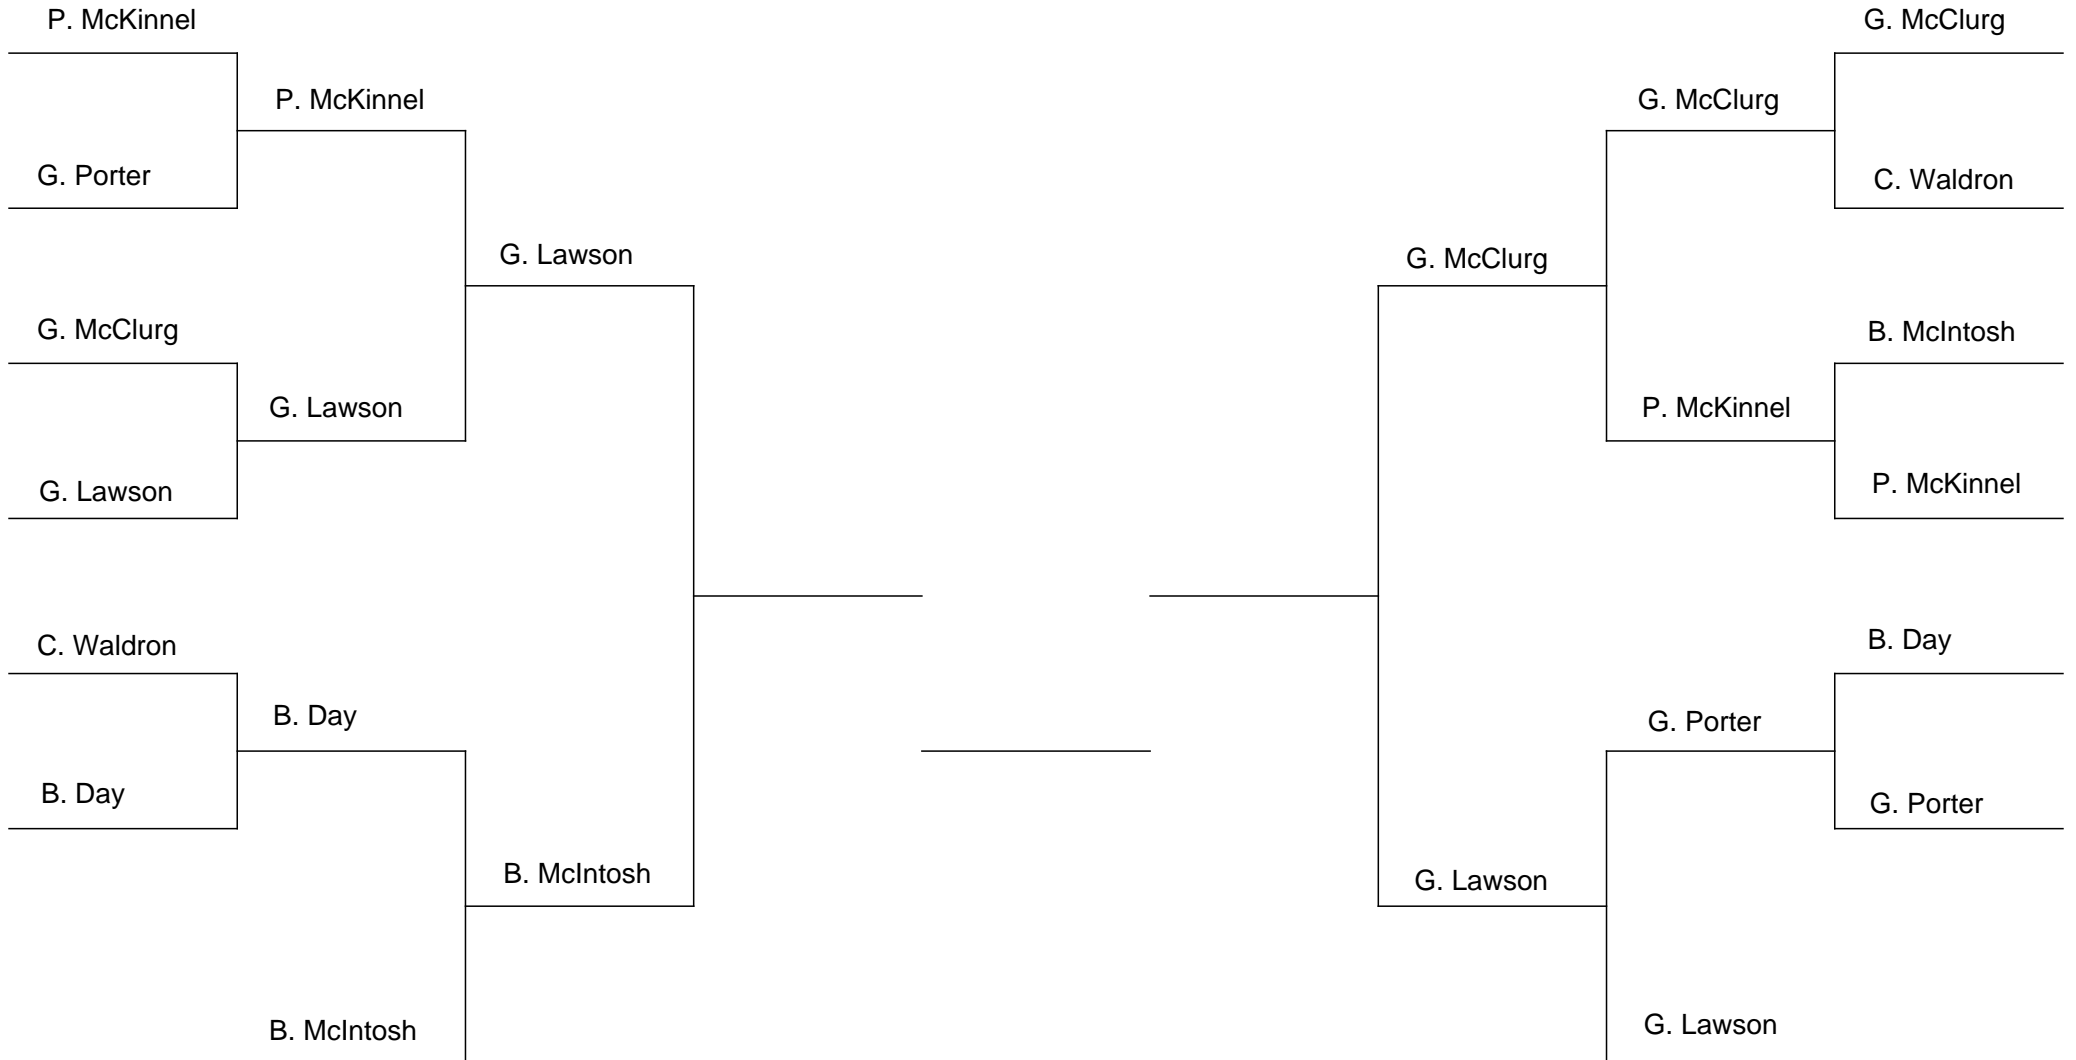 P. McKinnel
G. McClurg
P. McKinnel
G. McClurg
G. Porter
C. Waldron
G. Lawson
G. McClurg
G. McClurg
B. McIntosh
G. Lawson
P. McKinnel
G. Lawson
P. McKinnel
C. Waldron
B. Day
B. Day
G. Porter
B. Day
G. Porter
B. McIntosh
G. Lawson
B. McIntosh
G. Lawson